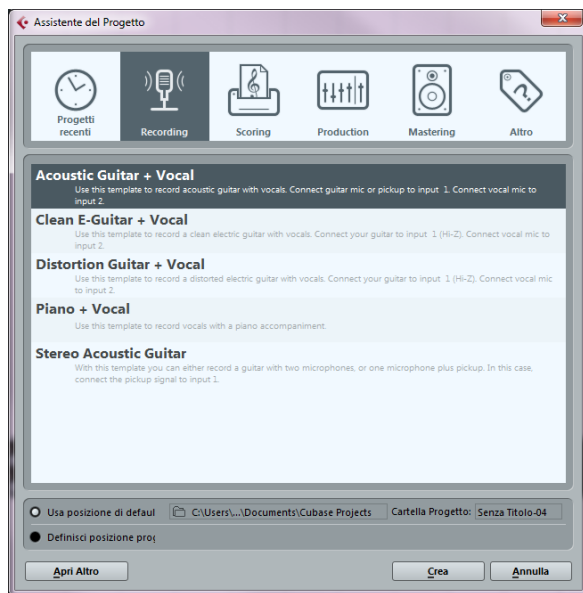 Assistente del Progetto
Progetti
recenti
Recording
Scoring
Production
Mastering
Altro
Acoustic Guitar + Vocal
Use this template to record acoustic guitar with vocals. Connect guitar mic or pickup to input 1. Connect vocal mic to
input 2.
Clean E-Guitar + Vocal
Use this template to record a clean electric guitar with vocals. Connect your guitar to input 1 (Hi-Z). Connect vocal mic to
input 2.
Distortion Guitar + Vocal
Use this template to record a distorted electric guitar with vocals. Connect your guitar to input 1 (Hi-Z). Connect vocal mic
to input 2.
Piano + Vocal
Use this template to record vocals with a piano accompaniment.
Stereo Acoustic Guitar
With this template you can either record a guitar with two microphones, or one microphone plus pickup. In this case,
connect the pickup signal to input 1.
Usa posizione di defaul C:\Users\...\Documents\Cubase Projects Cartella Progetto: Senza Titolo-04
Definisci posizione prog
Apri Altro Crea Annulla